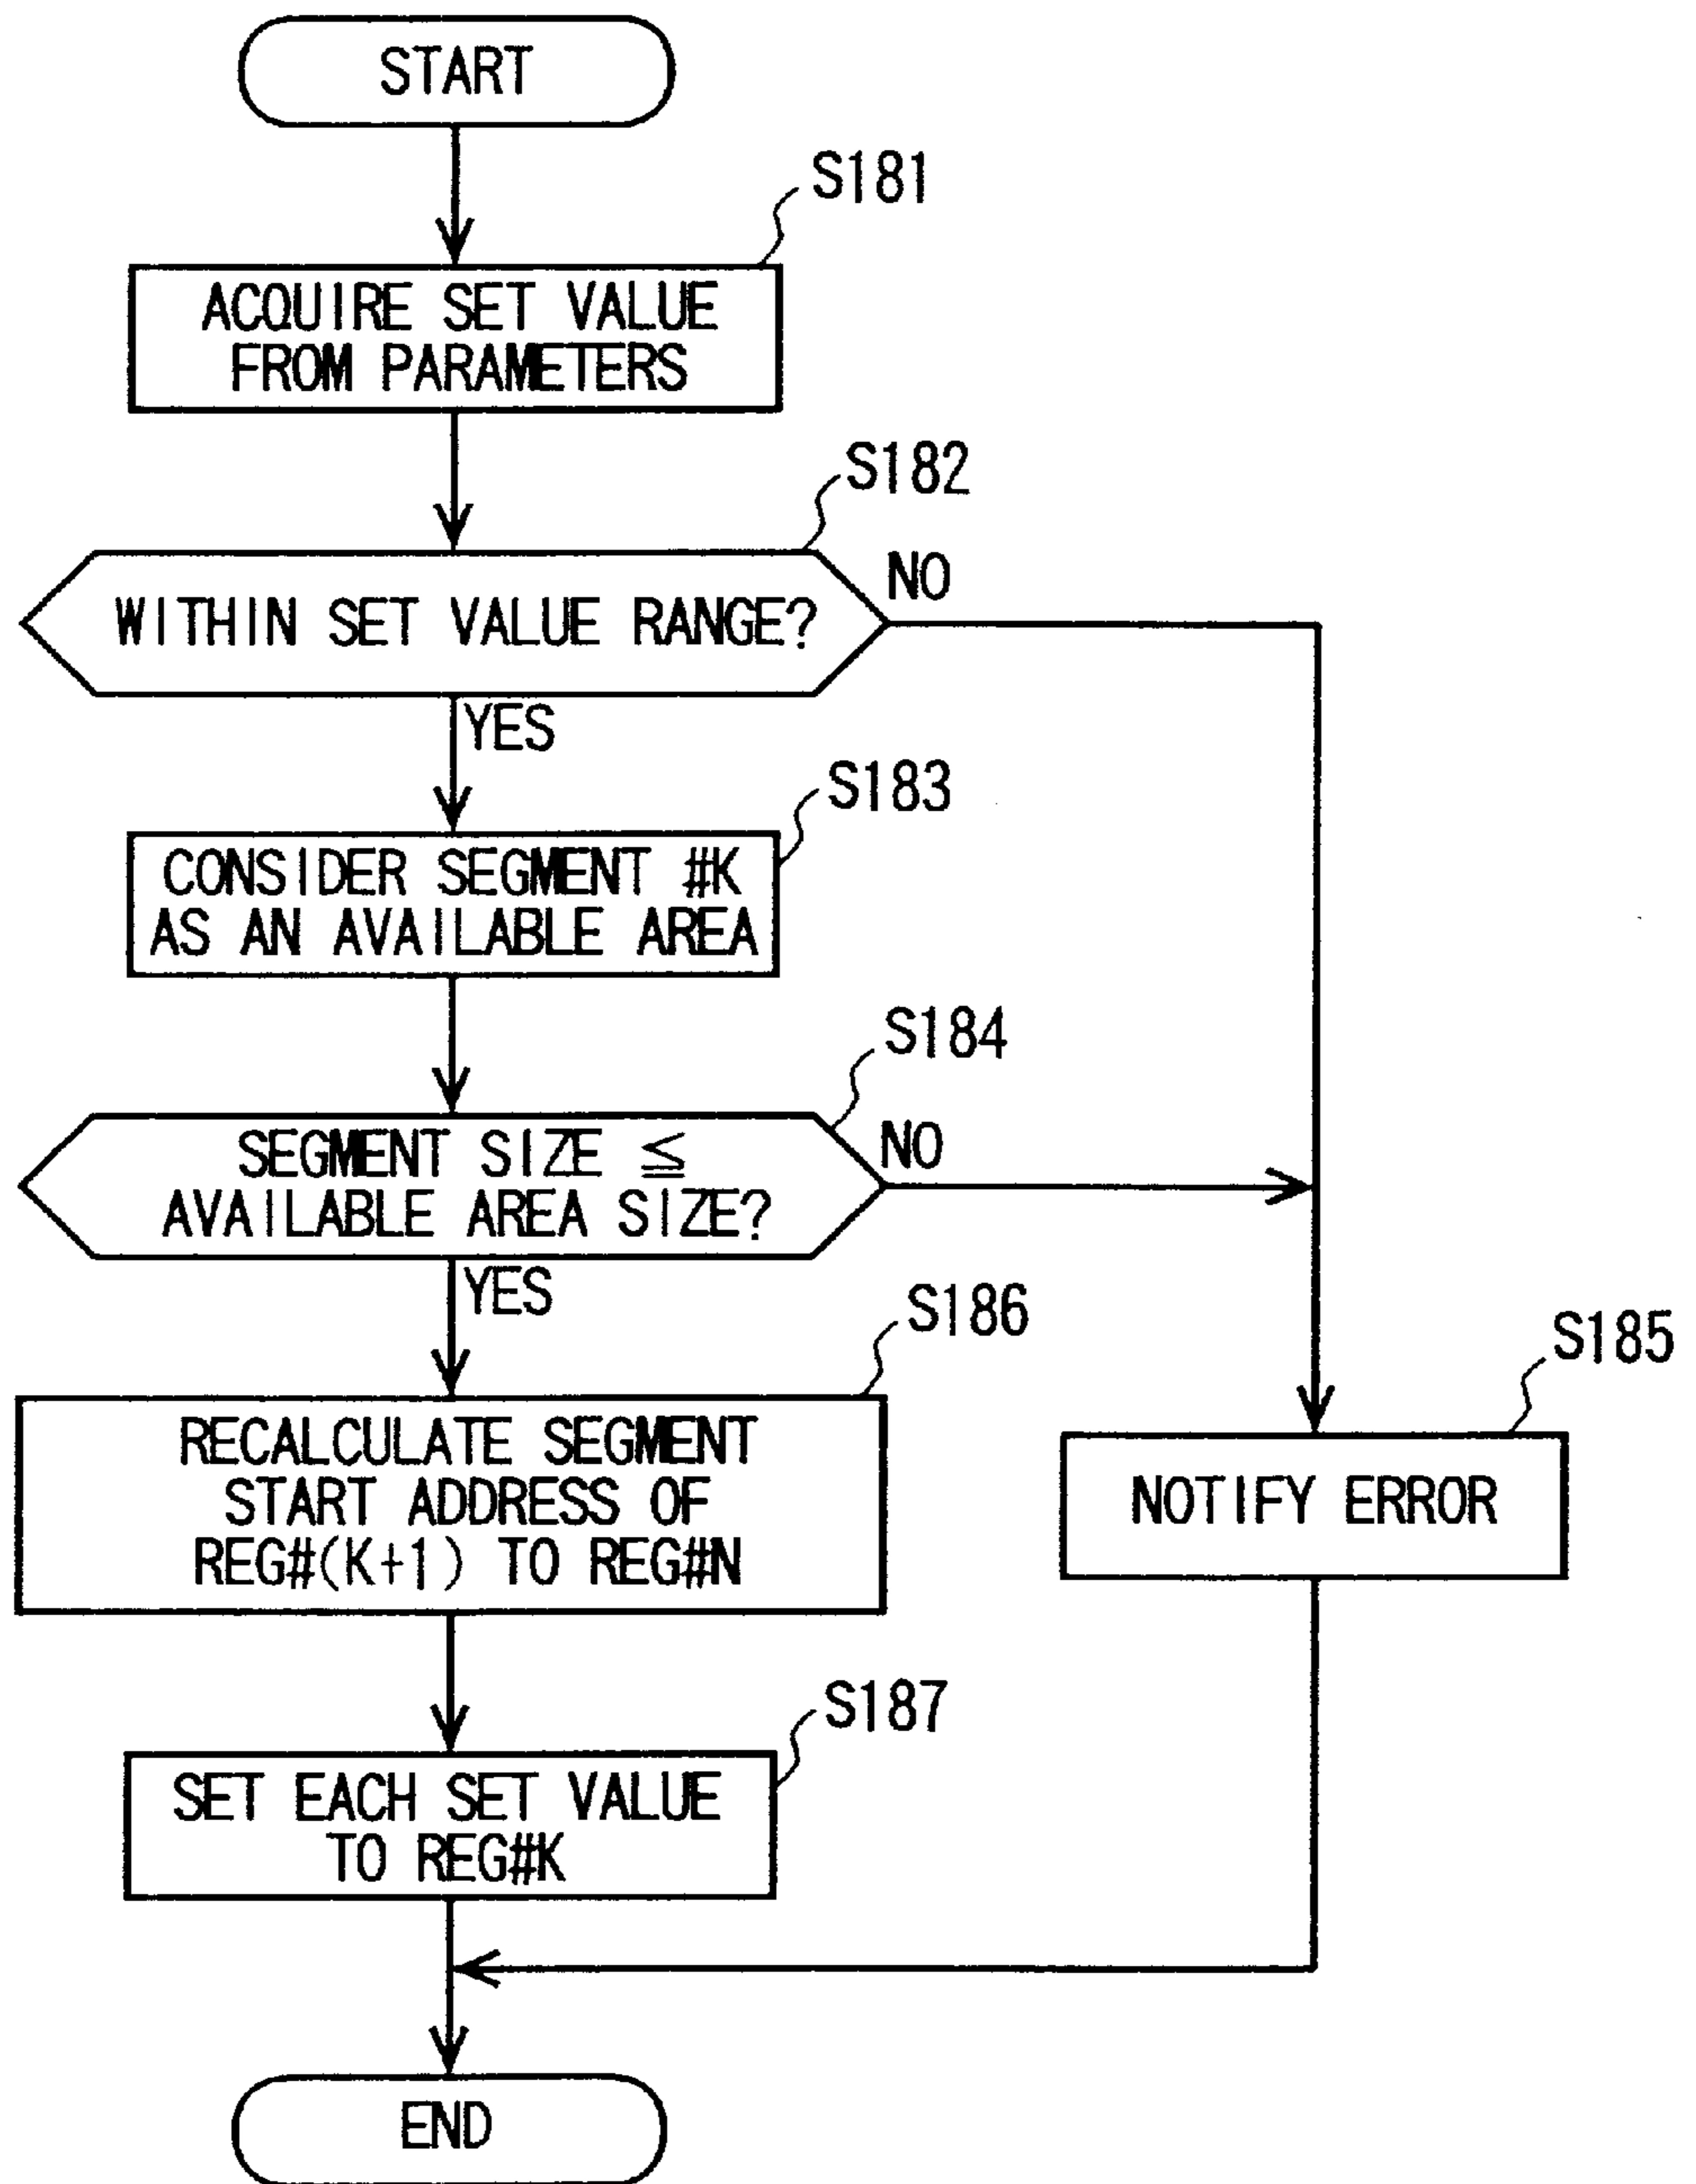 START
S181
ACQUIRE SET VALUE
FROM PARAMETERS
S182
WITHIN SET VALUE RANGE?
NO
YES
S183
CONSIDER SEGMENT #K
AS AN AVAILABLE AREA
S184
SEGMENT SIZE ≦
AVAILABLE AREA SIZE?
NO
YES
S186
RECALCULATE SEGMENT
START ADDRESS OF
REG#(K+1) TO REG#N
S185
NOTIFY ERROR
S187
SET EACH SET VALUE
TO REG#K
END